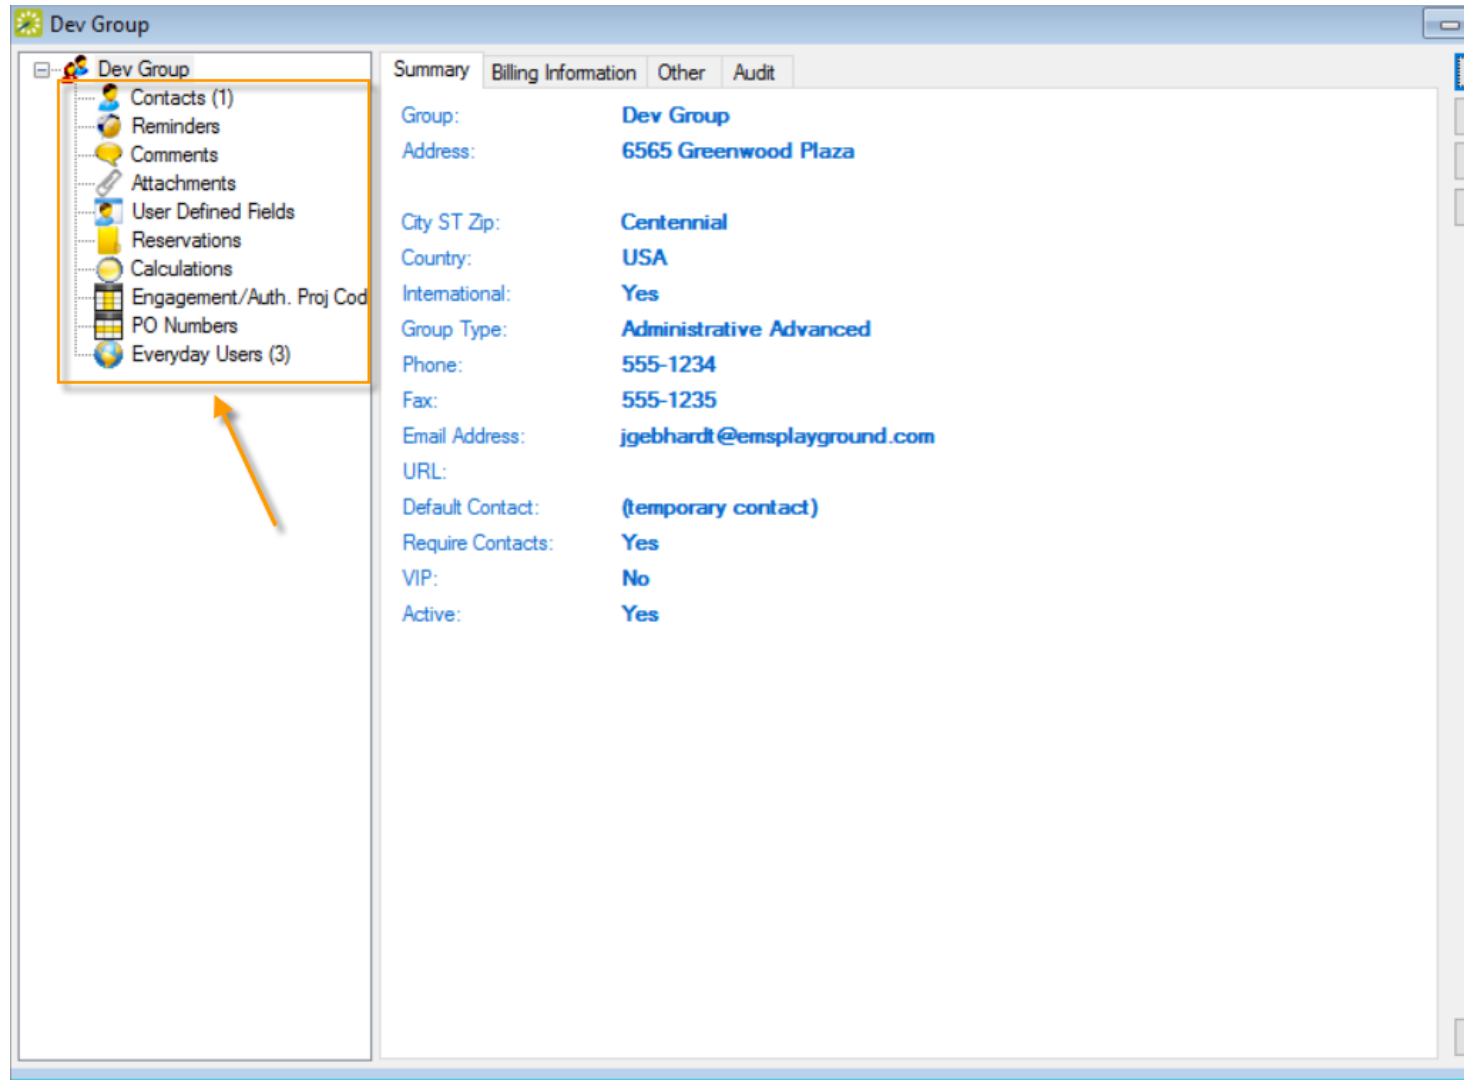 Dev Group
Dev Group
Contacts (1)
Reminders
Comments
Attachments
User Defined Fields
Reservations
Calculations
Engagement/Auth. Proj Cod
PO Numbers
Everyday Users (3)
Summary Billing Information Other Audit
Group: Dev Group
Address: 6565 Greenwood Plaza
City ST Zip: Centennial
Country: USA
International: Yes
Group Type: Administrative Advanced
Phone: 555-1234
Fax: 555-1235
Email Address: jgebhardt@emsplayground.com
URL:
Default Contact: (temporary contact)
Require Contacts: Yes
VIP: No
Active: Yes